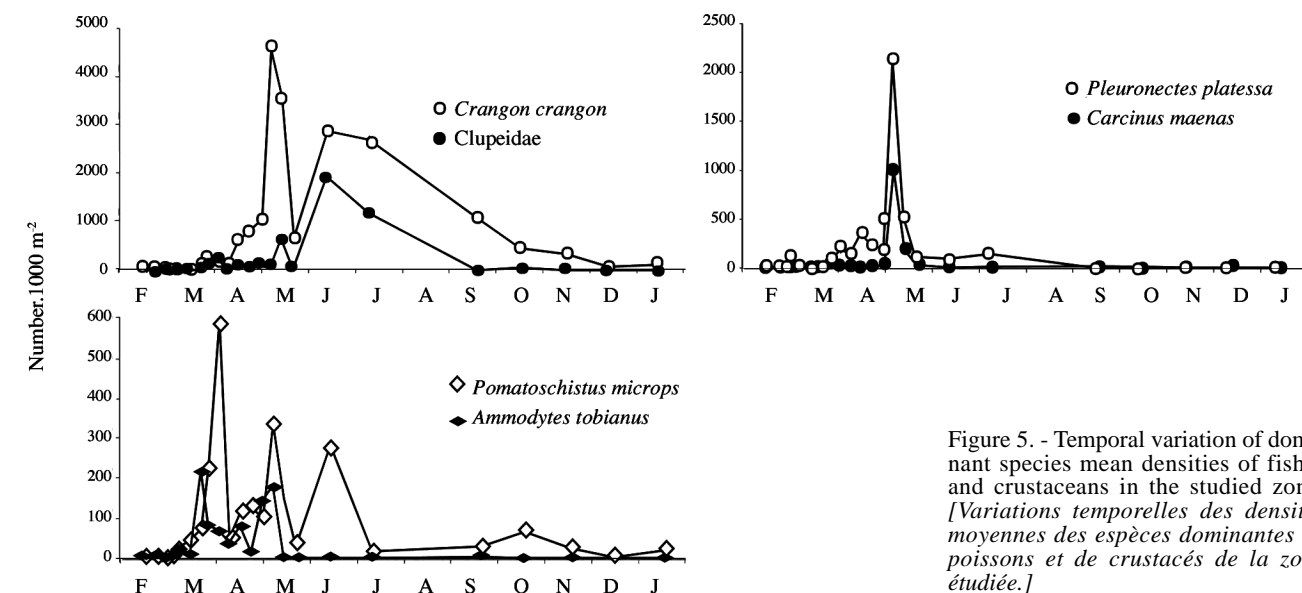 5000
4000
3000
2000
1000
0
Crangon crangon
Clupeidae
F M A M J J A S O N D J
2500
2000
1500
1000
500
0
Pleuronectes platessa
Carcinus maenas
F M A M J J A S O N D J
Number.1000 m-2
600
500
400
300
200
100
0
Pomatoschistus microps
Ammodytes tobianus
F M A M J J A S O N D J
Figure 5. - Temporal variation of dom
nant species mean densities of fish
and crustaceans in the studied zon
[Variations temporelles des densit
moyennes des espèces dominantes
poissons et de crustacés de la zo
étudiée.]